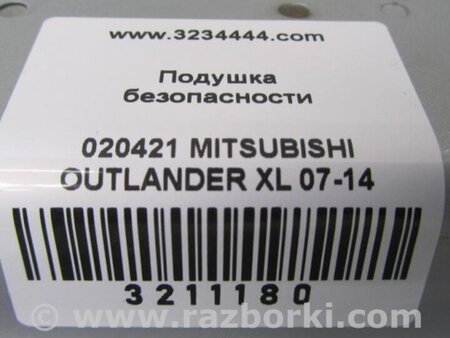 www.3234444.com
Подушка
безопасности
020421 MITSUBISHI
OUTLANDER XL 07-14
3211180
© www.razborki.com